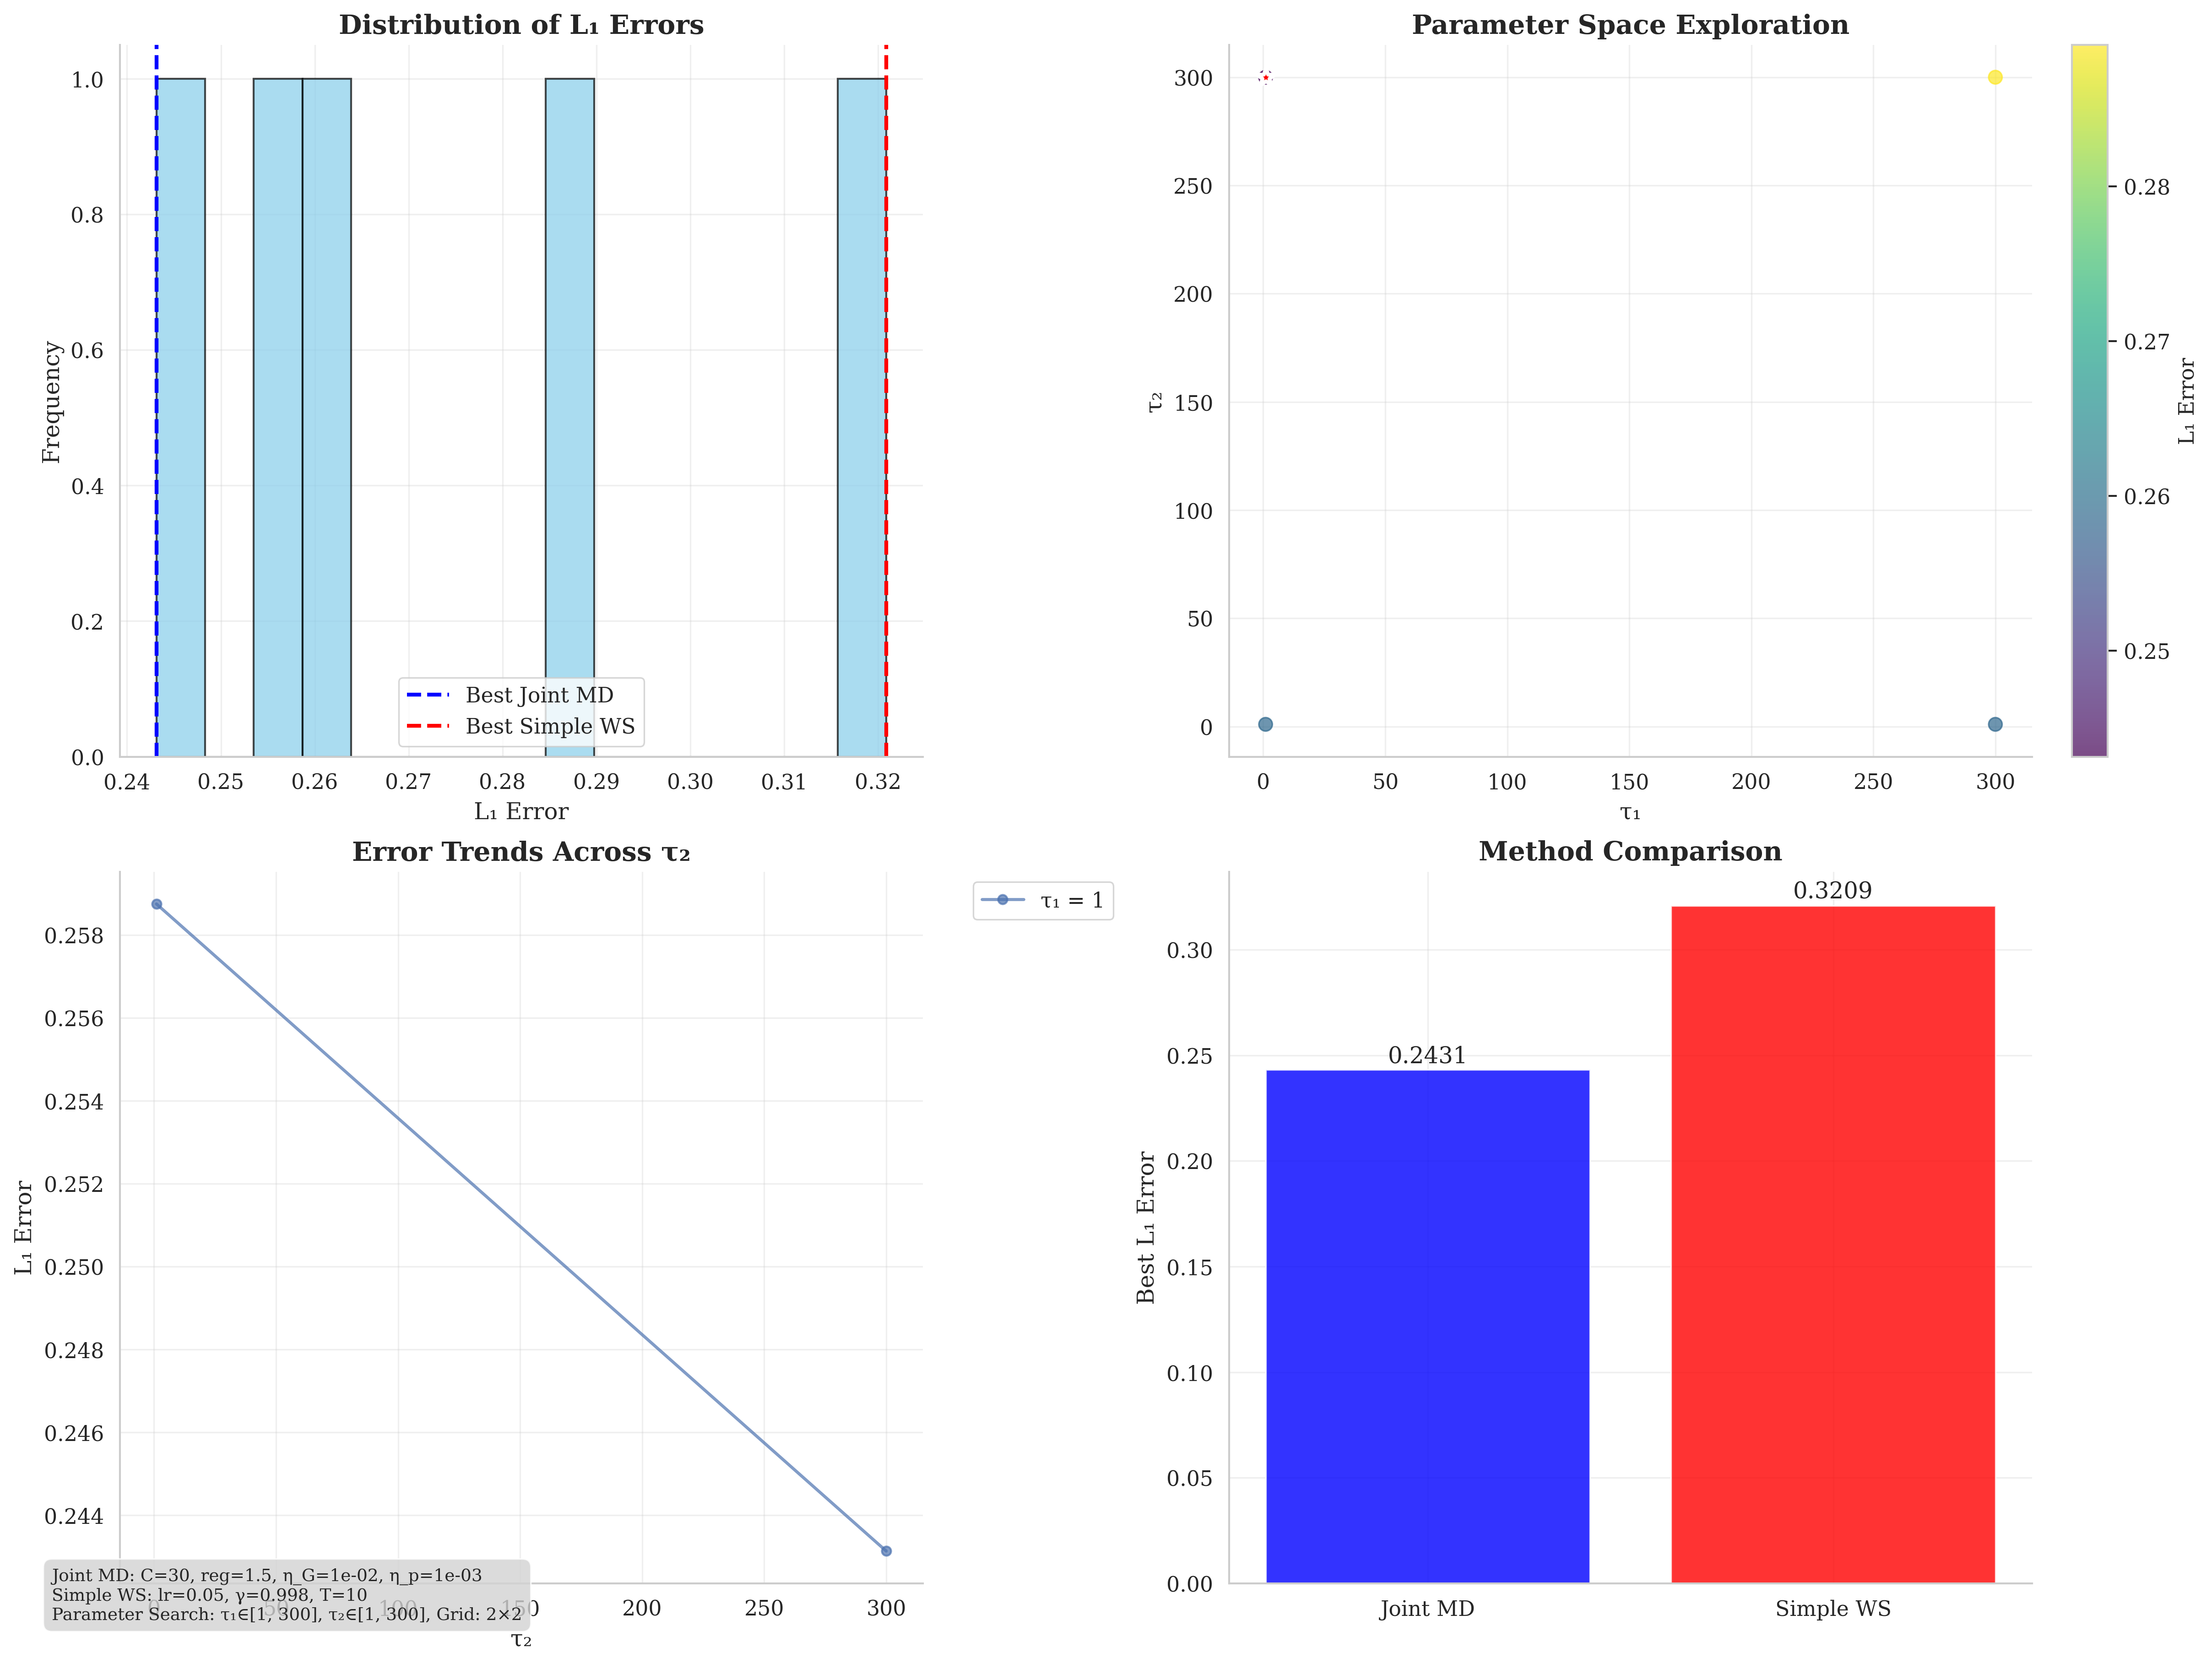 Distribution of L₁ Errors
Frequency
1.0
0.8
0.6
0.4
0.2
0.0
0.24 0.25 0.26 0.27 0.28 0.29 0.30 0.31 0.32
L₁ Error
Best Joint MD
Best Simple WS
Parameter Space Exploration
τ₂
300
250
200
150
100
50
0
0 50 100 150 200 250 300
τ₁
0.28
0.27
0.26
0.25
L₁ Error
Error Trends Across τ₂
L₁ Error
0.258
0.256
0.254
0.252
0.250
0.248
0.246
0.244
0 50 100 150 200 250 300
τ₂
τ₁ = 1
Joint MD: C=30, reg=1.5, η_G=1e-02, η_p=1e-03
Simple WS: lr=0.05, γ=0.998, T=10
Parameter Search: τ₁∈[1, 300], τ₂∈[1, 300], Grid: 2×2
Method Comparison
Best L₁ Error
0.30
0.25
0.20
0.15
0.10
0.05
0.00
0.2431
0.3209
Joint MD Simple WS